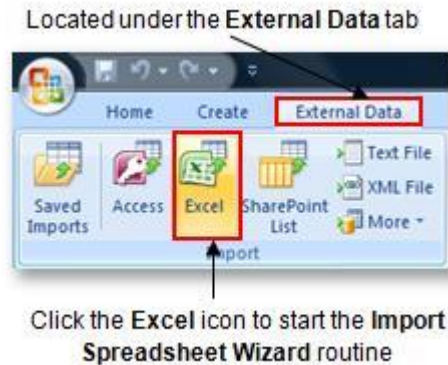 Located under the External Data tab
Home Create External Data
Saved Imports
Access
Excel
SharePoint List
Text File
XML File
More
Import
Click the Excel icon to start the Import
Spreadsheet Wizard routine